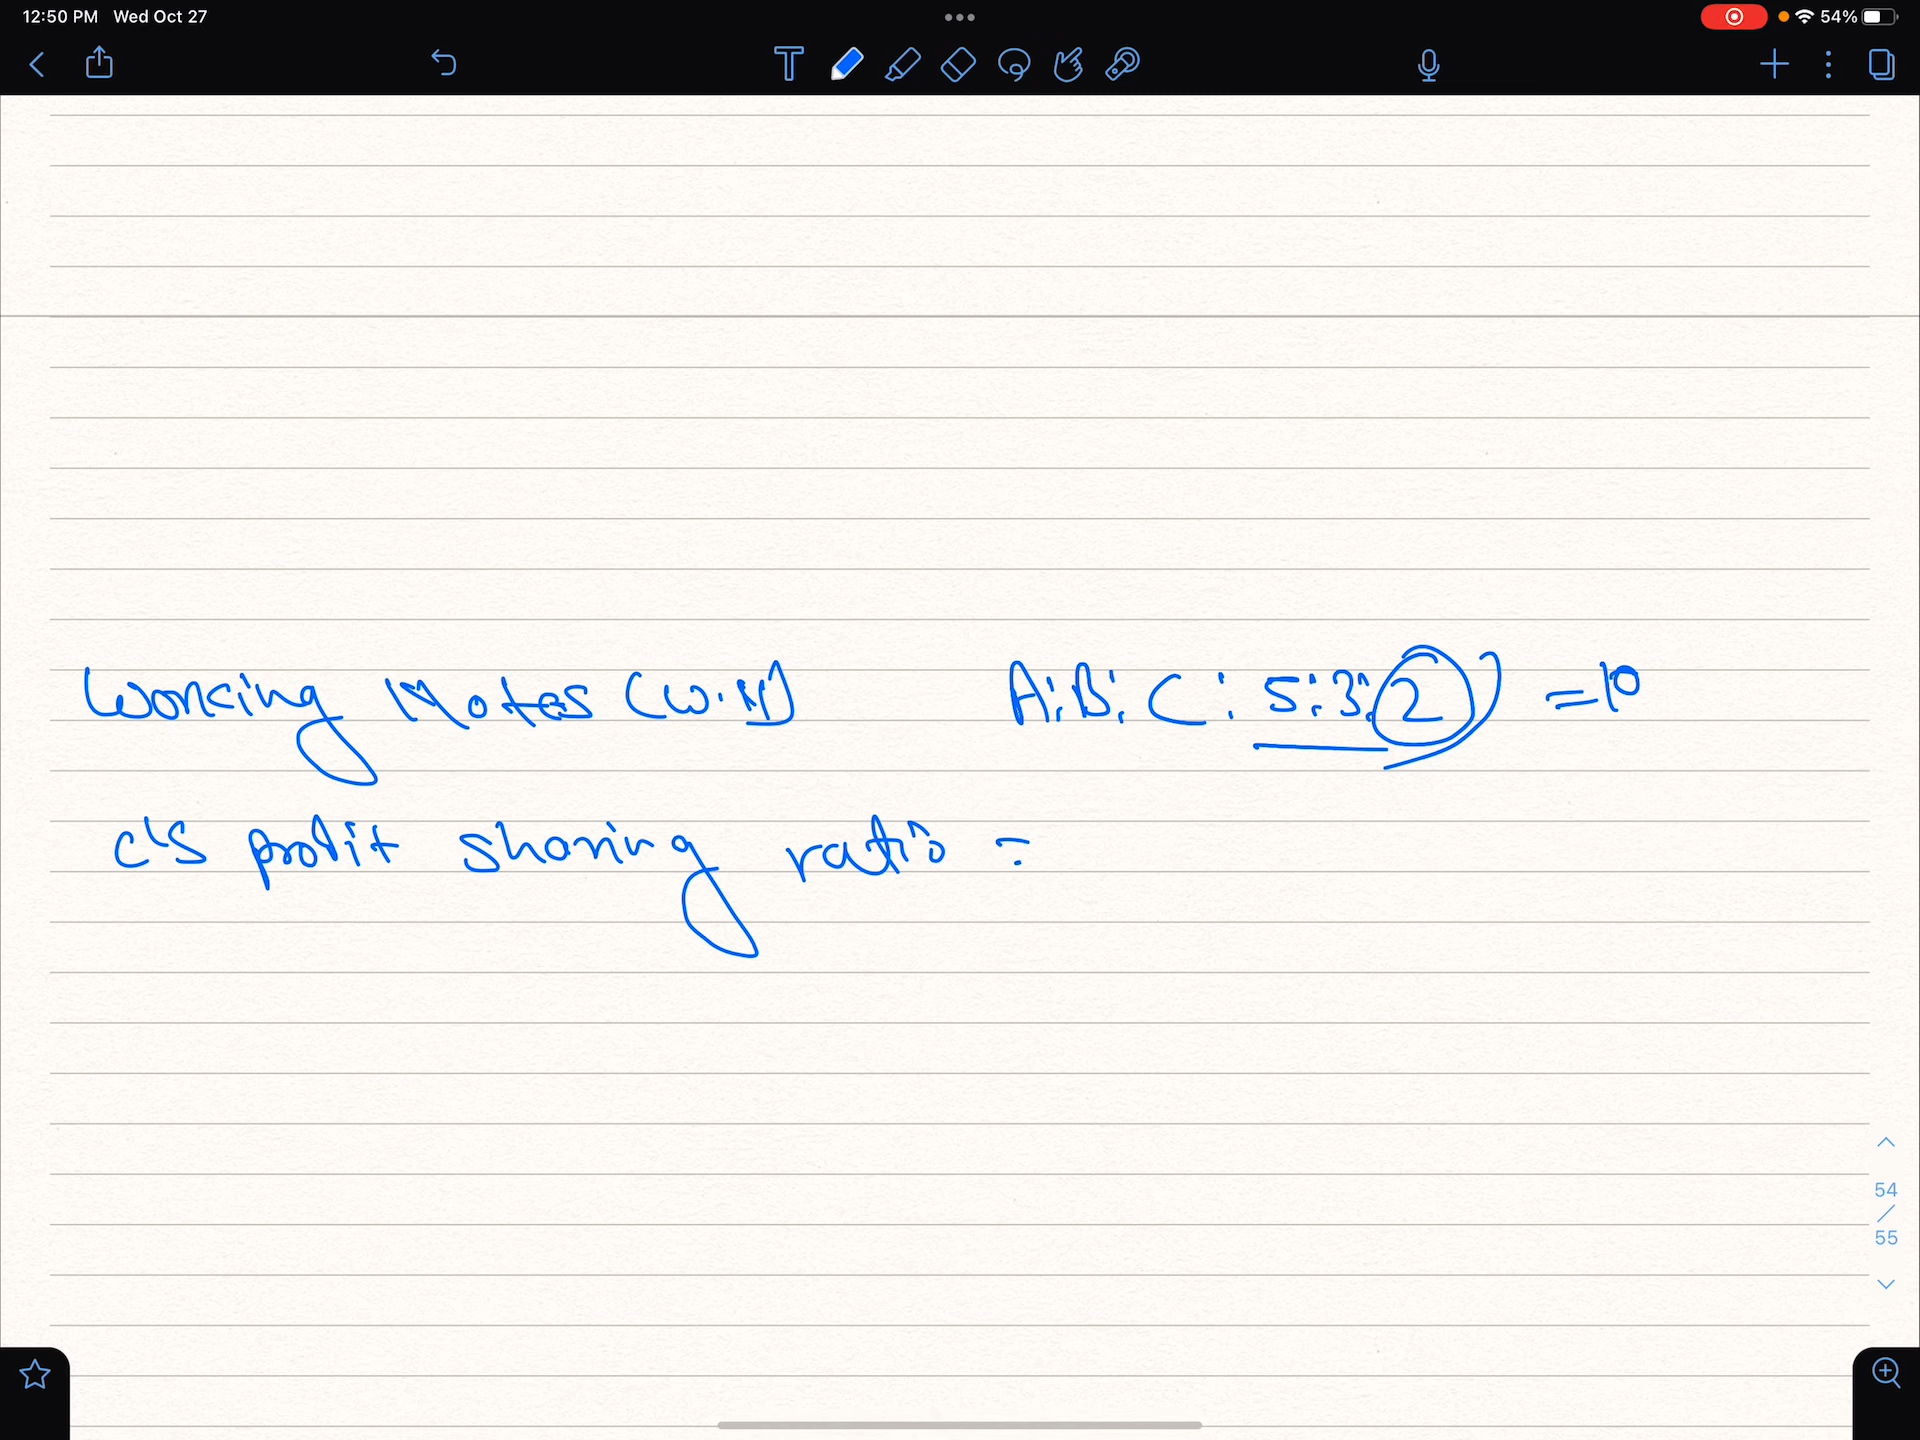 12:50 PM Wed Oct 27
54%
Working Notes (W.N) A:B:C: 5:3:2) =10
C's profit sharing ratio =
54
/
55